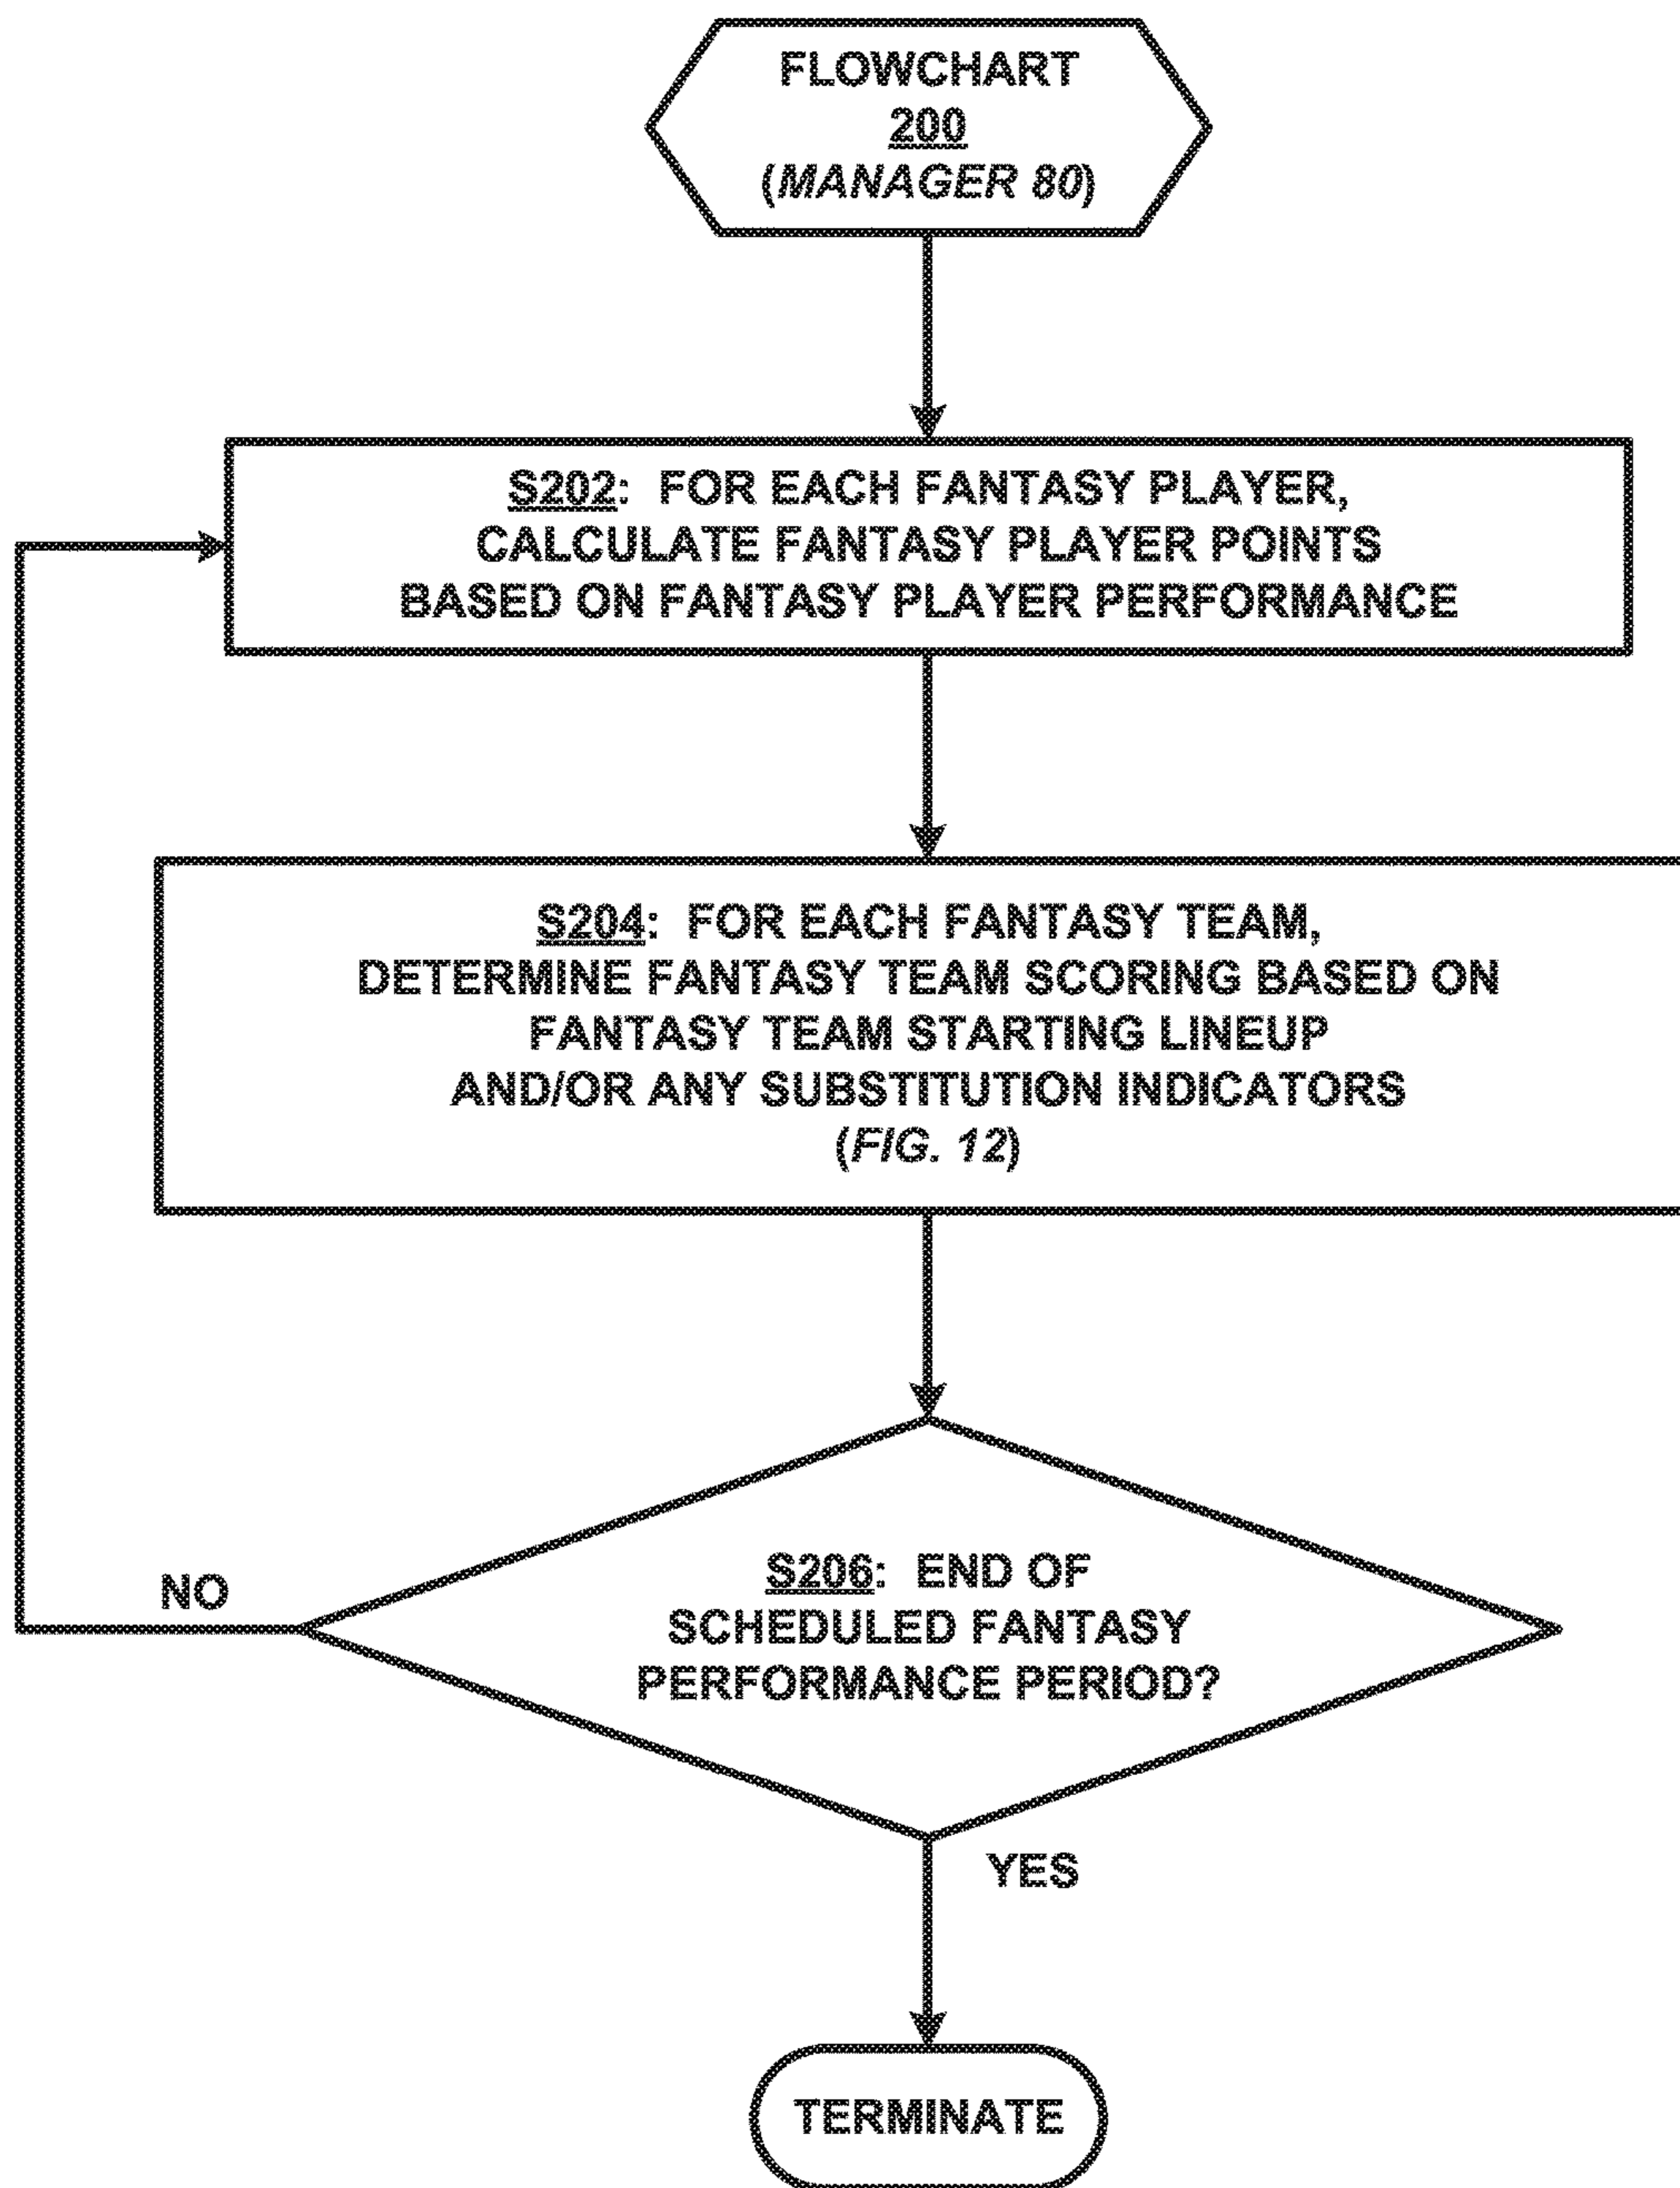 FLOWCHART
200
(MANAGER 80)
S202: FOR EACH FANTASY PLAYER,
CALCULATE FANTASY PLAYER POINTS
BASED ON FANTASY PLAYER PERFORMANCE
S204: FOR EACH FANTASY TEAM,
DETERMINE FANTASY TEAM SCORING BASED ON
FANTASY TEAM STARTING LINEUP
AND/OR ANY SUBSTITUTION INDICATORS
(FIG. 12)
S206: END OF
SCHEDULED FANTASY
PERFORMANCE PERIOD?
NO
YES
TERMINATE